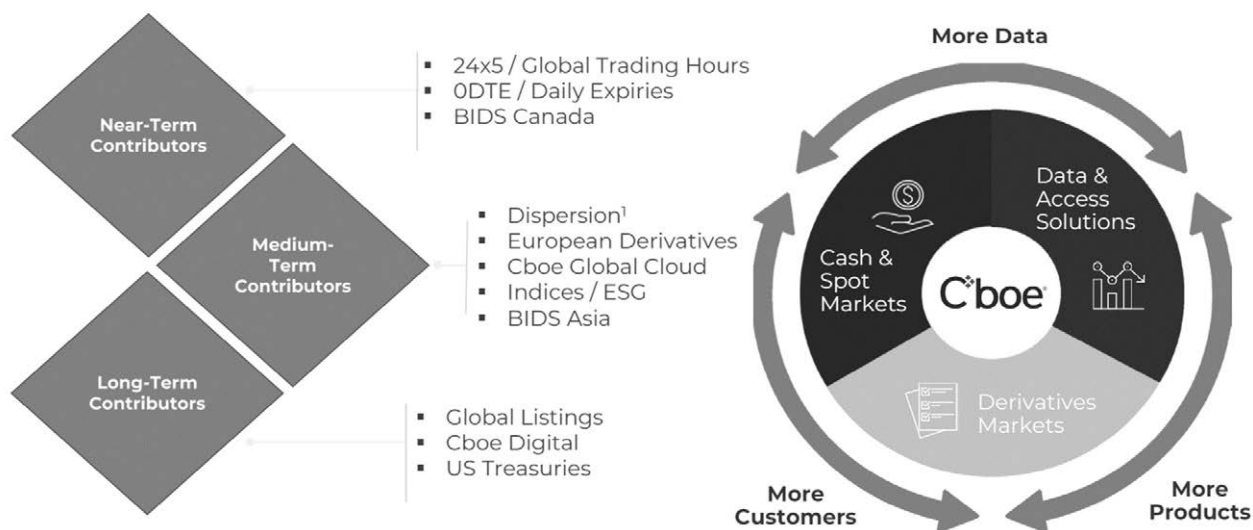 Near-Term
Contributors
▪ 24x5 / Global Trading Hours
▪ 0DTE / Daily Expiries
▪ BIDS Canada
Medium-
Term
Contributors
▪ Dispersion¹
▪ European Derivatives
▪ Cboe Global Cloud
▪ Indices / ESG
▪ BIDS Asia
Long-Term
Contributors
▪ Global Listings
▪ Cboe Digital
▪ US Treasuries
More Data
Data &
Access
Solutions
Cash &
Spot
Markets
Cboe®
Derivatives
Markets
More
Customers
More
Products